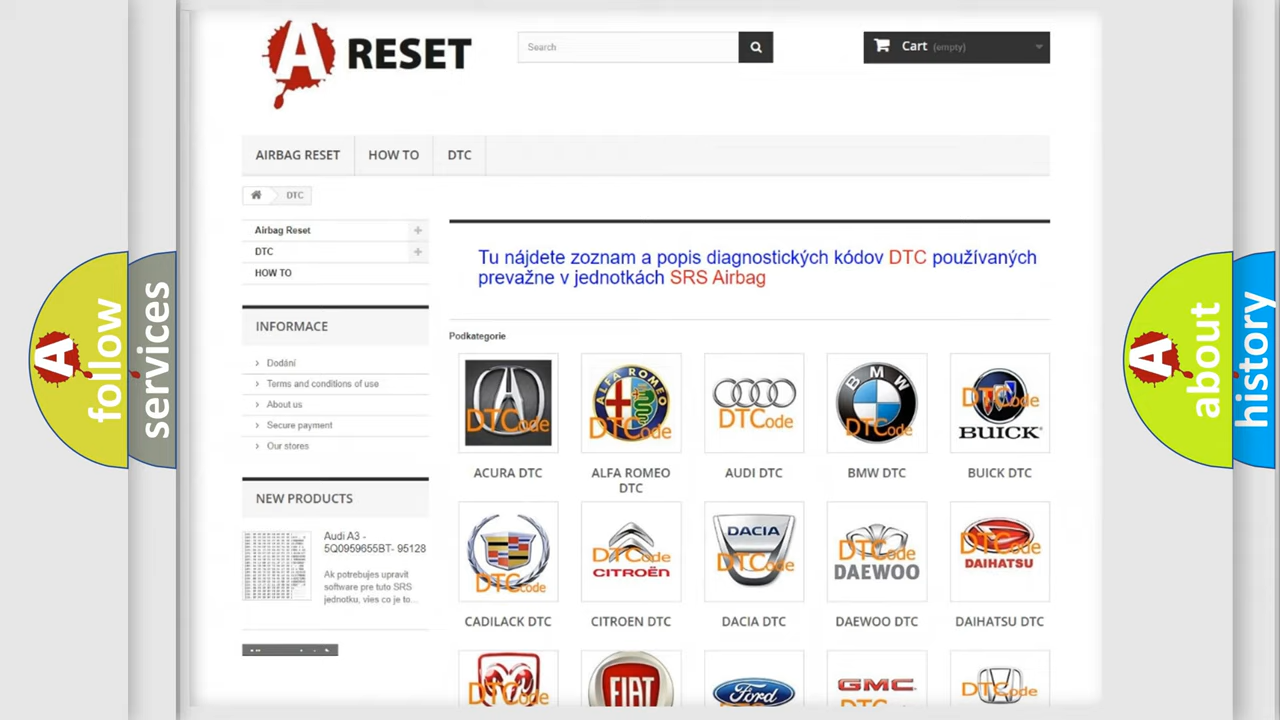 A RESET
Search
Cart (empty)
AIRBAG RESET
HOW TO
DTC
DTC
Airbag Reset
DTC
HOW TO
Tu nájdete zoznam a popis diagnostických kódov DTC používaných
prevažne v jednotkách SRS Airbag
INFORMACE
Dodání
Terms and conditions of use
About us
Secure payment
Our stores
NEW PRODUCTS
Audi A3 -
5Q0959655BT- 95128
Ak potrebujes upravit
software pre tuto SRS
jednotku, vies co je to...
Podkategorie
DTCode
ALFA ROMEO
DTCode
DTCode
BMW
DTCode
DTCode
BUICK
ACURA DTC
ALFA ROMEO
DTC
AUDI DTC
BMW DTC
BUICK DTC
DTCode
DTCode
CITROËN
DACIA
DTCode
DTCode
DAEWOO
DTCode
DAIHATSU
CADILACK DTC
CITROEN DTC
DACIA DTC
DAEWOO DTC
DAIHATSU DTC
DTCode
FIAT
Ford
GMC
DTCode
A follow
services
A about
history